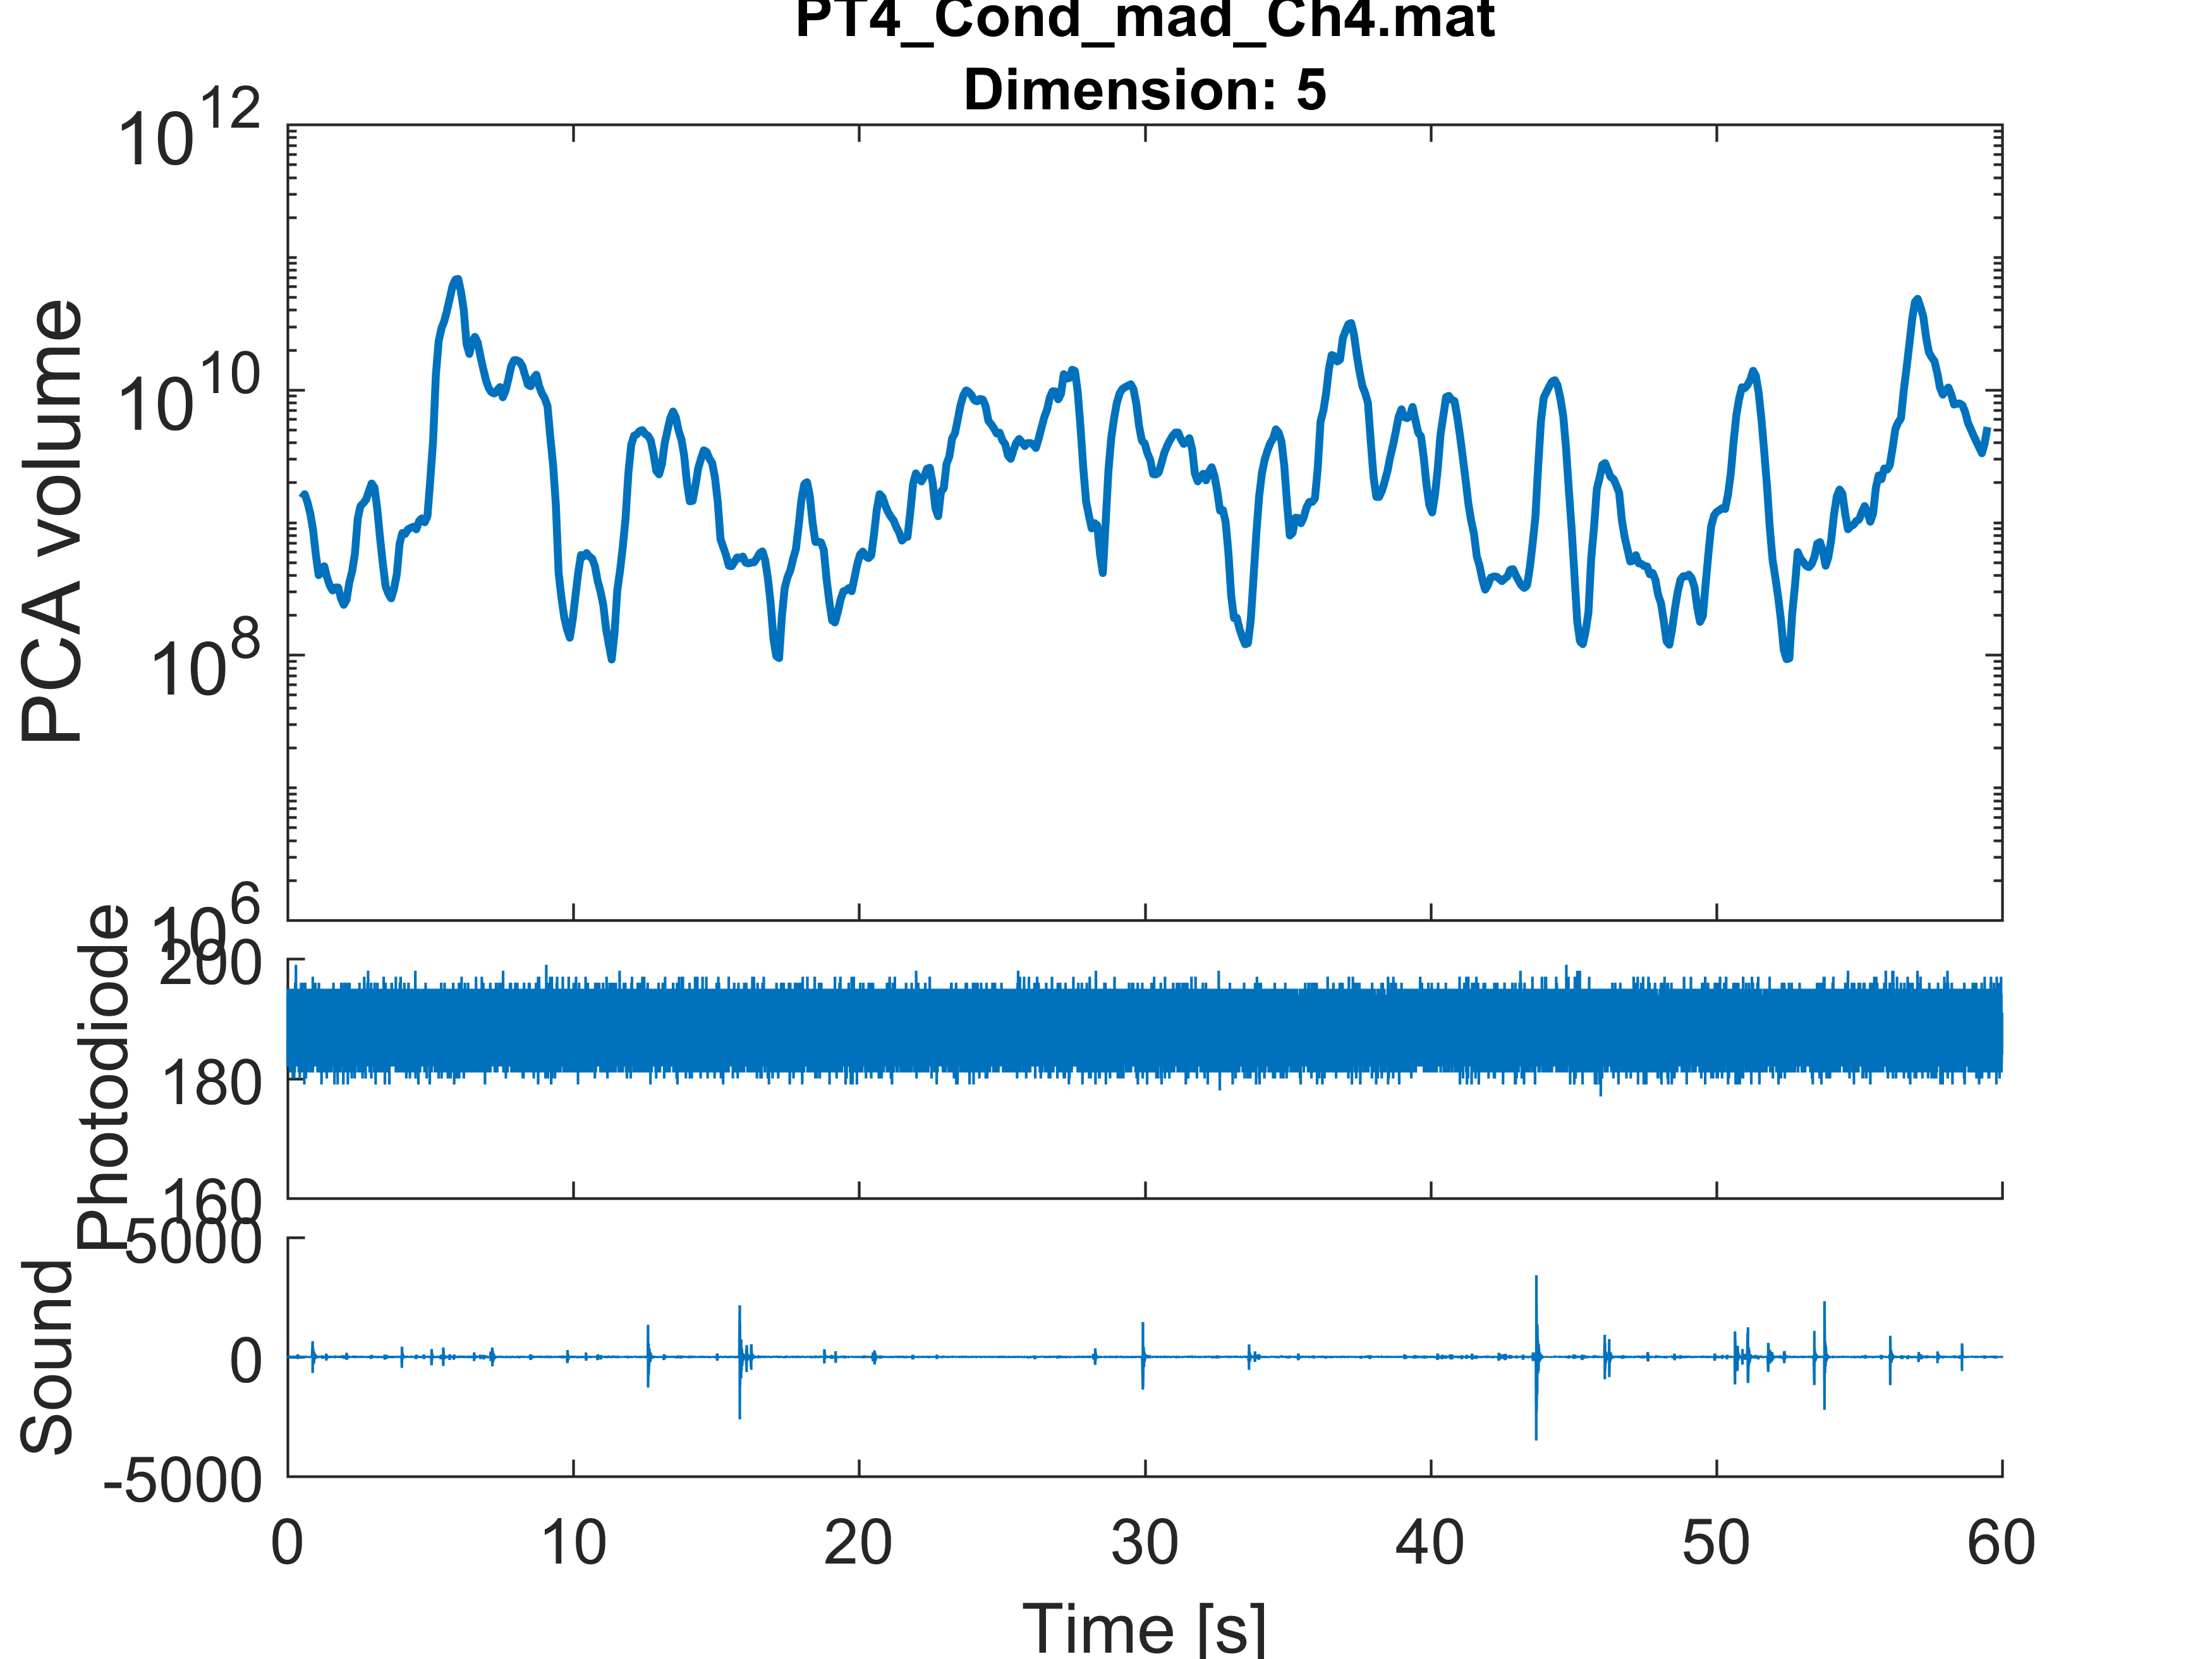 PT4_Cond_mad_Ch4.mat
Dimension: 5
PCA volume
10^12
10^10
10^8
10^6
Photodiode
200
180
160
Sound
5000
0
-5000
0 10 20 30 40 50 60
Time [s]